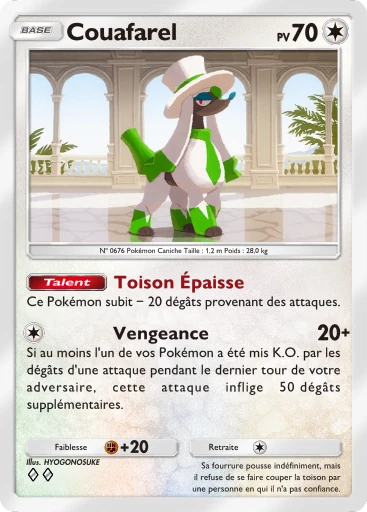 BASE Couafarel PV 70
N° 0676 Pokémon Caniche Taille : 1,2 m Poids : 28,0 kg
Talent Toison Épaisse
Ce Pokémon subit − 20 dégâts provenant des attaques.
Vengeance 20+
Si au moins l'un de vos Pokémon a été mis K.O. par les
dégâts d'une attaque pendant le dernier tour de votre
adversaire, cette attaque inflige 50 dégâts
supplémentaires.
Faiblesse +20 Retraite
Illus. HYOGONOSUKE
Sa fourrure pousse indéfiniment, mais
il refuse de se faire couper la toison par
une personne en qui il n'a pas confiance.